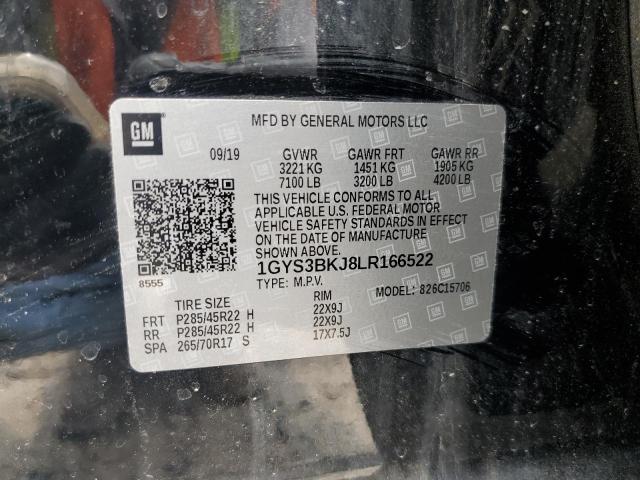 GM
MFD BY GENERAL MOTORS LLC
09/19 GVWR GAWR FRT GAWR RR
3221 KG 1451 KG 1905 KG
7100 LB 3200 LB 4200 LB
THIS VEHICLE CONFORMS TO ALL
APPLICABLE U.S. FEDERAL MOTOR
VEHICLE SAFETY STANDARDS IN EFFECT
ON THE DATE OF MANUFACTURE
SHOWN ABOVE.
8555
1GYS3BKJ8LR166522
TYPE: M.P.V. MODEL: 826C15706
TIRE SIZE RIM
FRT P285/45R22 H 22X9J
RR P285/45R22 H 22X9J
SPA 265/70R17 S 17X7.5J